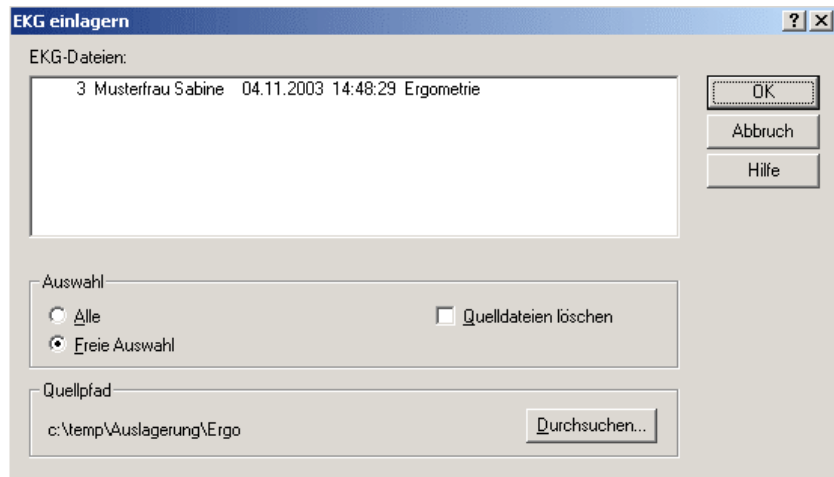 EKG einlagern
EKG-Dateien:
3 Musterfrau Sabine 04.11.2003 14:48:29 Ergometrie
OK
Abbruch
Hilfe
Auswahl
Alle
Quelldateien löschen
Freie Auswahl
Quellpfad
c:\temp\Auslagerung\Ergo
Durchsuchen...